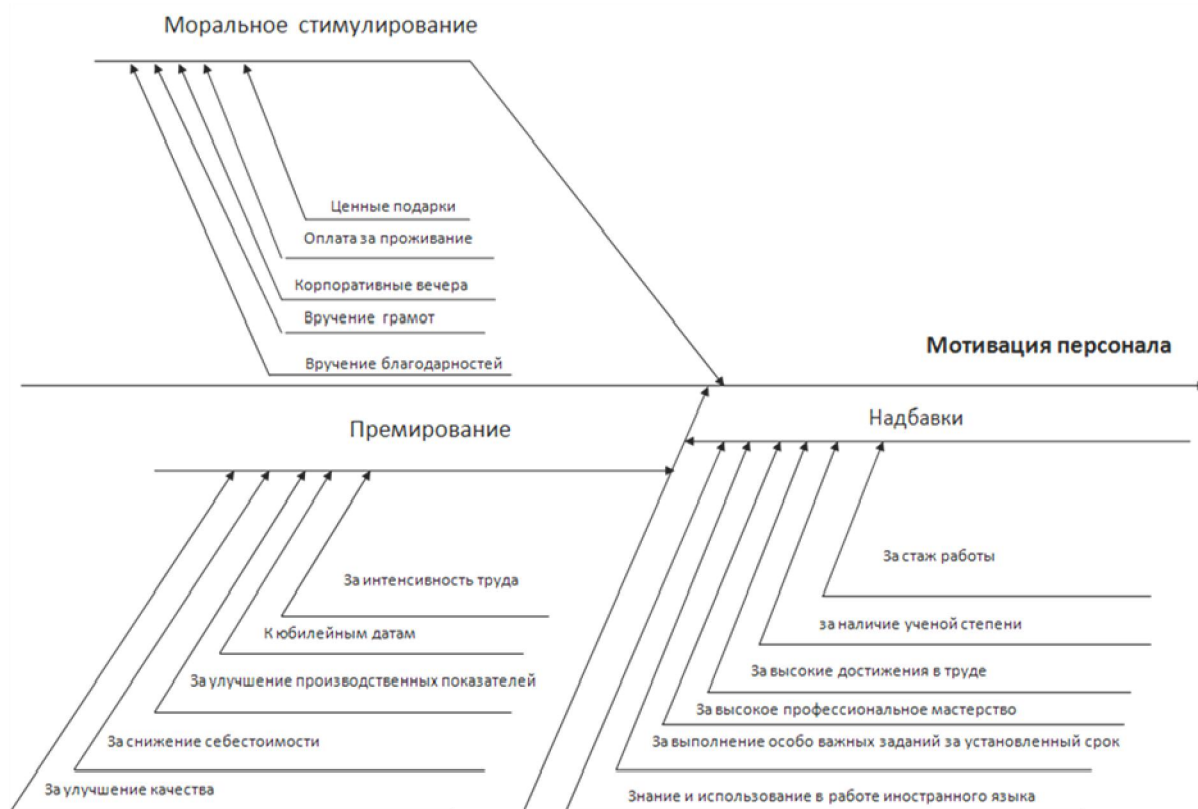 Моральное стимулирование
Ценные подарки
Оплата за проживание
Корпоративные вечера
Вручение грамот
Вручение благодарностей
Мотивация персонала
Премирование
Надбавки
За интенсивность труда
К юбилейным датам
За улучшение производственных показателей
За снижение себестоимости
За улучшение качества
За стаж работы
за наличие ученой степени
За высокие достижения в труде
За высокое профессиональное мастерство
За выполнение особо важных заданий за установленный срок
Знание и использование в работе иностранного языка